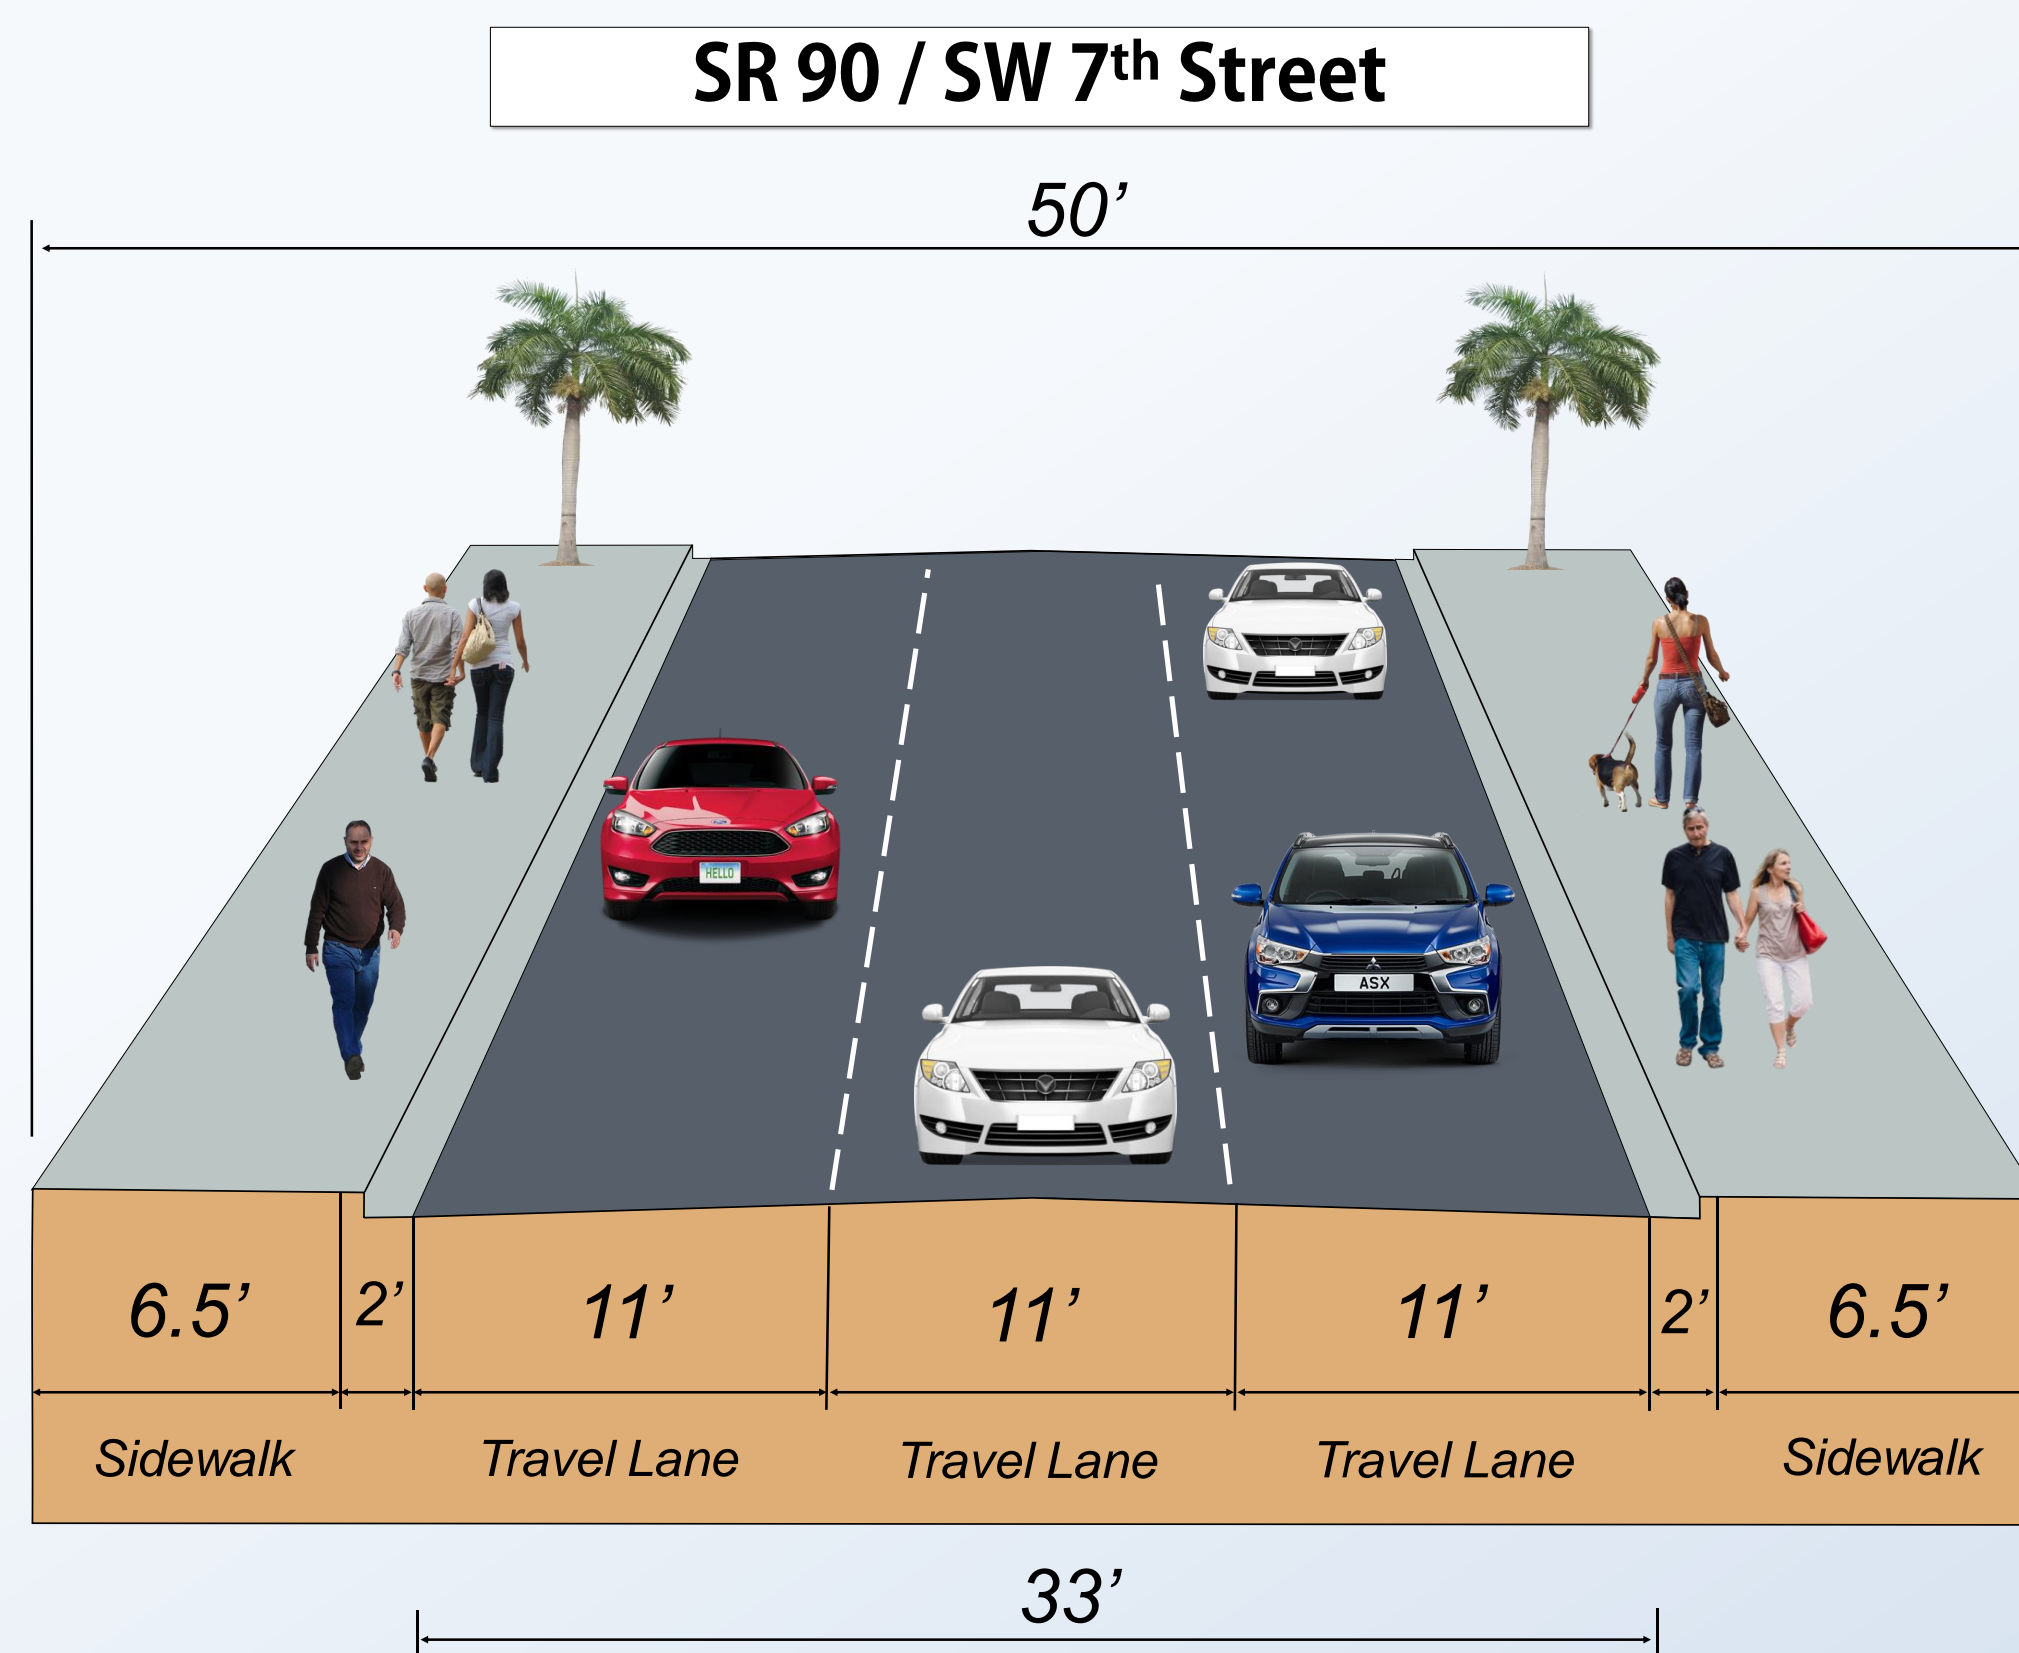 SR 90 / SW 7th Street
50’
HELLO
ASX
6.5’ 2’ 11’ 11’ 11’ 2’ 6.5’
Sidewalk Travel Lane Travel Lane Travel Lane Sidewalk
33’